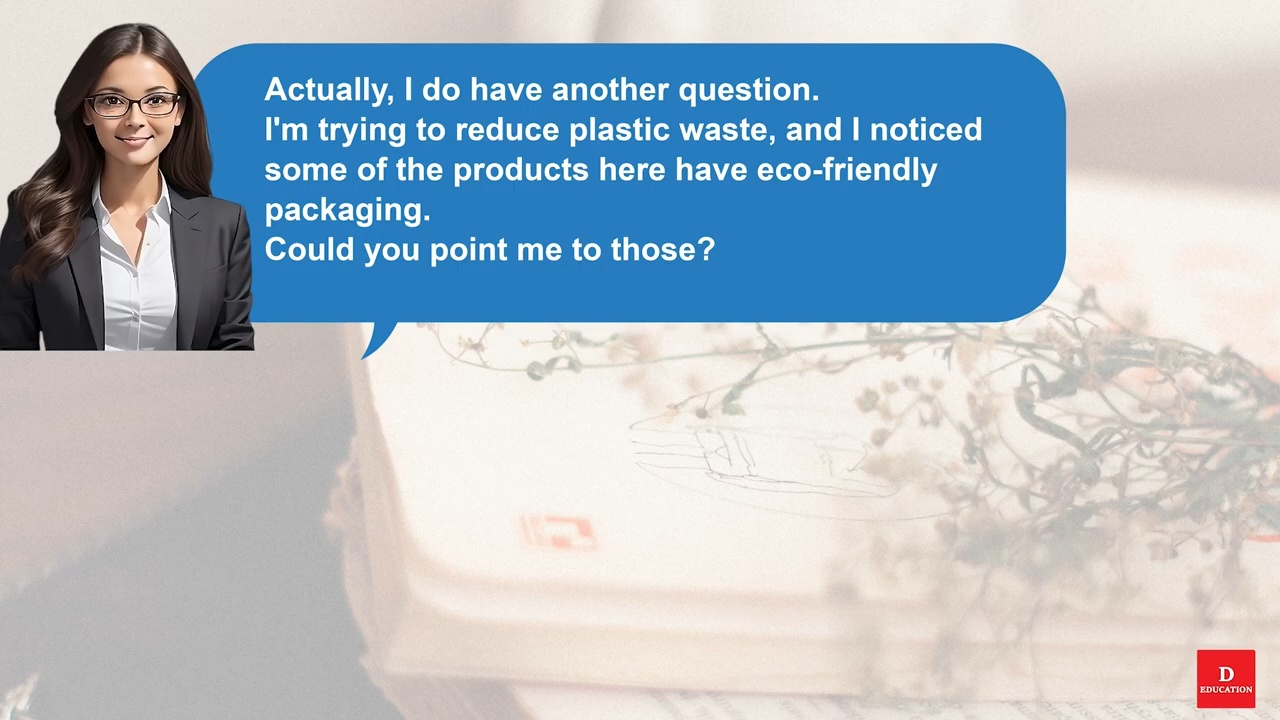 Actually, I do have another question.
I'm trying to reduce plastic waste, and I noticed
some of the products here have eco-friendly
packaging.
Could you point me to those?
D
EDUCATION